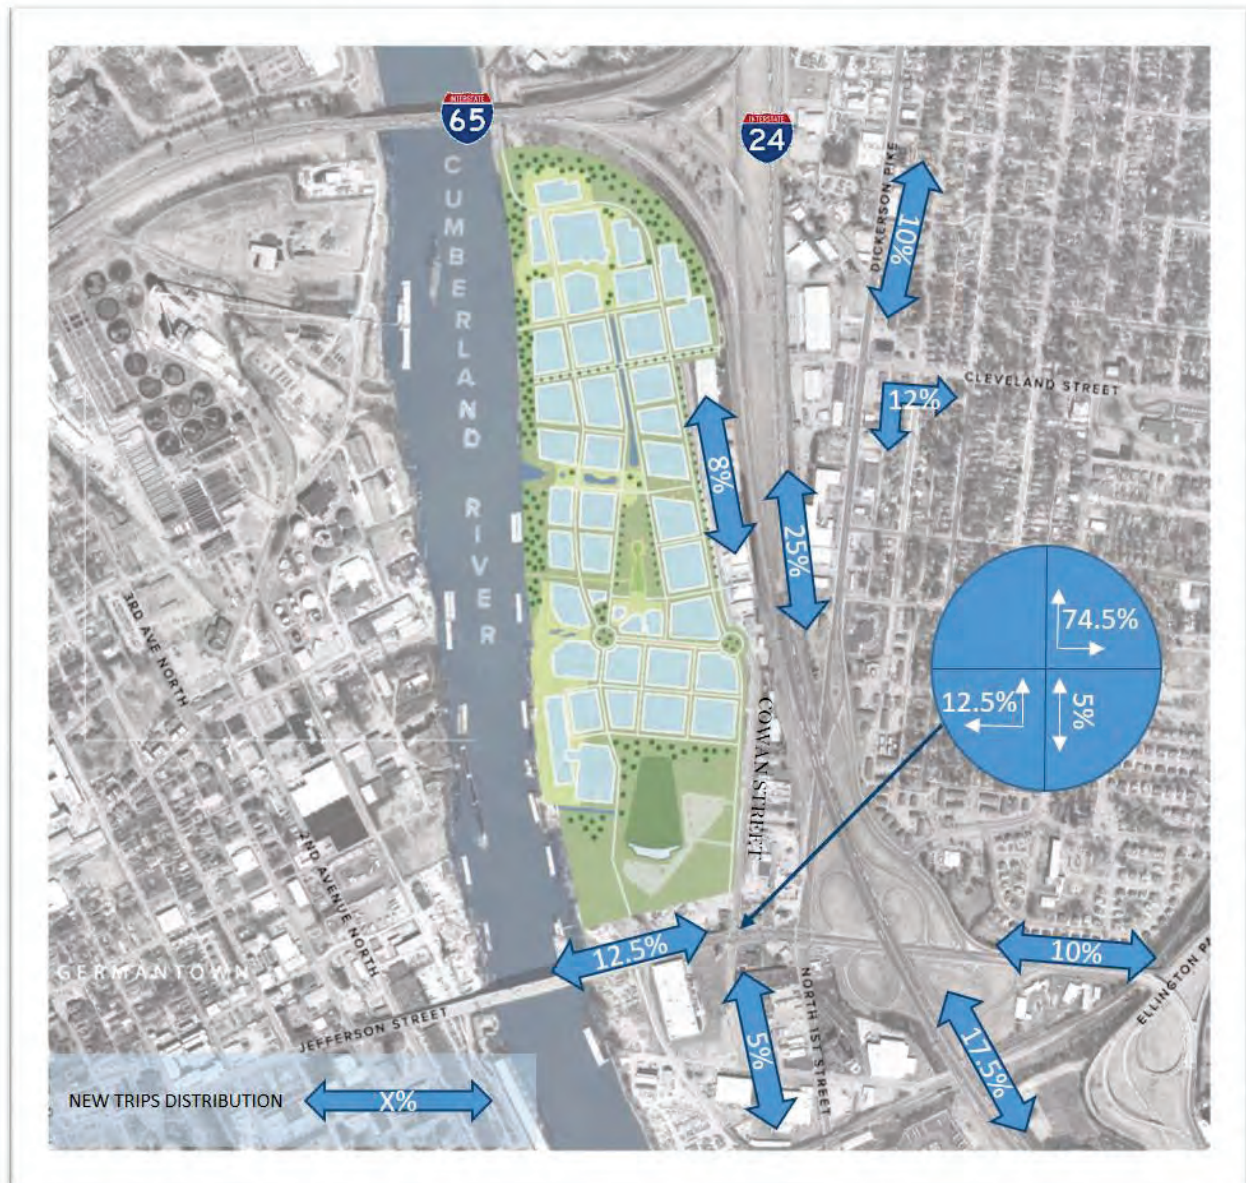 INTERSTATE
65
INTERSTATE
24
CUMBERLAND RIVER
DICKERSON PIKE
10%
CLEVELAND STREET
12%
8%
25%
74.5%
12.5%
5%
3RD AVE NORTH
COWAN STREET
2ND AVENUE NORTH
GERMANTOWN
12.5%
10%
JEFFERSON STREET
5%
NORTH 1ST STREET
17.5%
ELLINGTON PA
NEW TRIPS DISTRIBUTION
X%